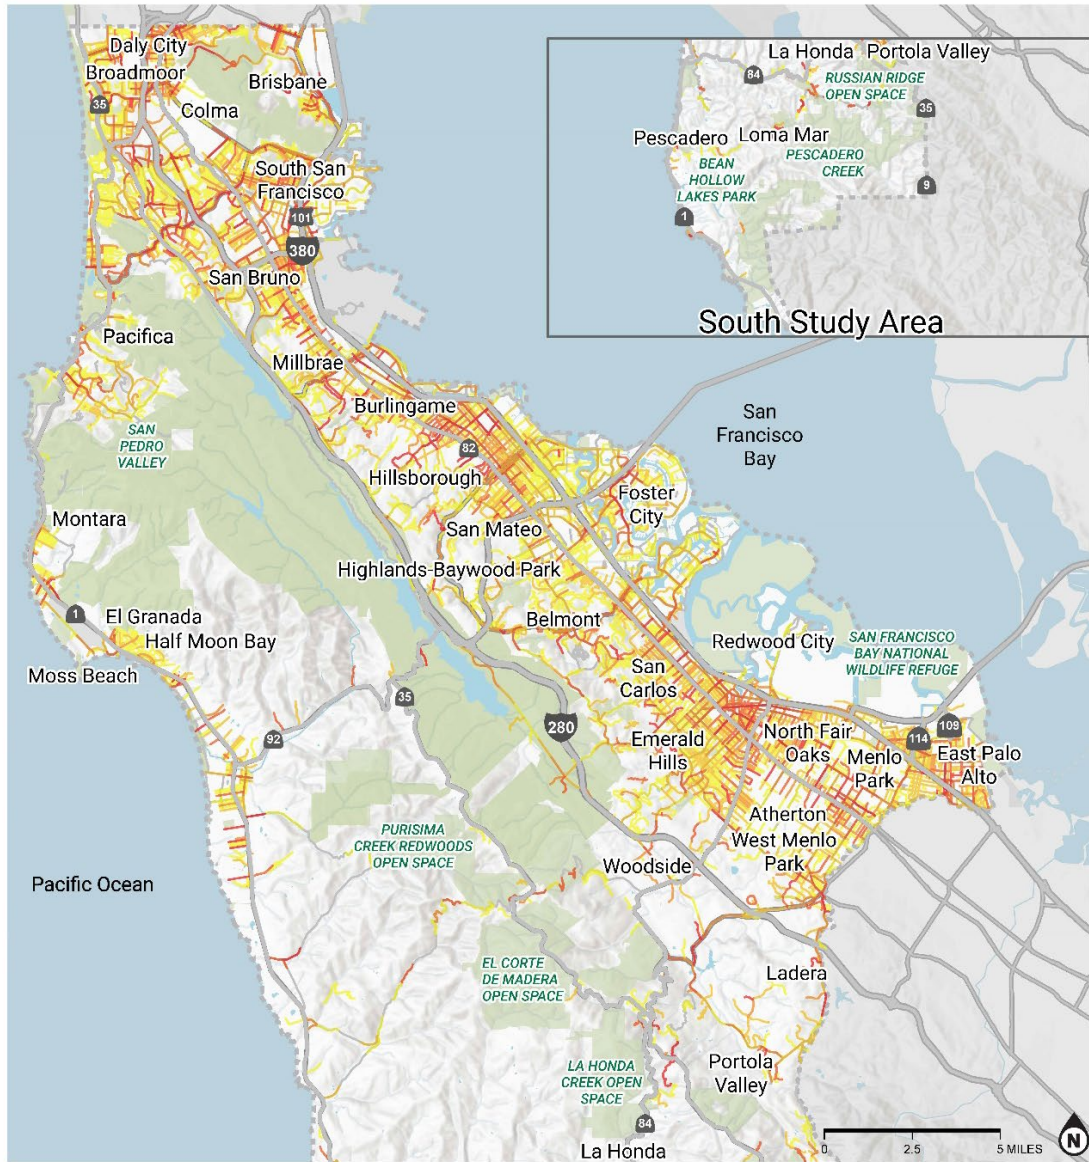 Daly City
Broadmoor
35
Colma
Brisbane
South San
Francisco
101
380
San Bruno
Pacifica
Millbrae
SAN
PEDRO
VALLEY
Burlingame
82
Hillsborough
San Mateo
Foster
City
San
Francisco
Bay
Montara
Highlands-Baywood Park
1
El Granada
Half Moon Bay
Moss Beach
Belmont
Redwood City
SAN FRANCISCO
BAY NATIONAL
WILDLIFE REFUGE
San
Carlos
35
92
280
Emerald
Hills
North Fair
Oaks
Menlo
Park
114
109
East Palo
Alto
Atherton
West Menlo
Park
PURISIMA
CREEK REDWOODS
OPEN SPACE
Woodside
Pacific Ocean
EL CORTE
DE MADERA
OPEN SPACE
Ladera
LA HONDA
CREEK OPEN
SPACE
Portola
Valley
84
La Honda
0
2.5
5 MILES
N
La Honda
Portola Valley
84
RUSSIAN RIDGE
OPEN SPACE
35
Pescadero
Loma Mar
BEAN
HOLLOW
LAKES PARK
PESCADERO
CREEK
9
1
South Study Area